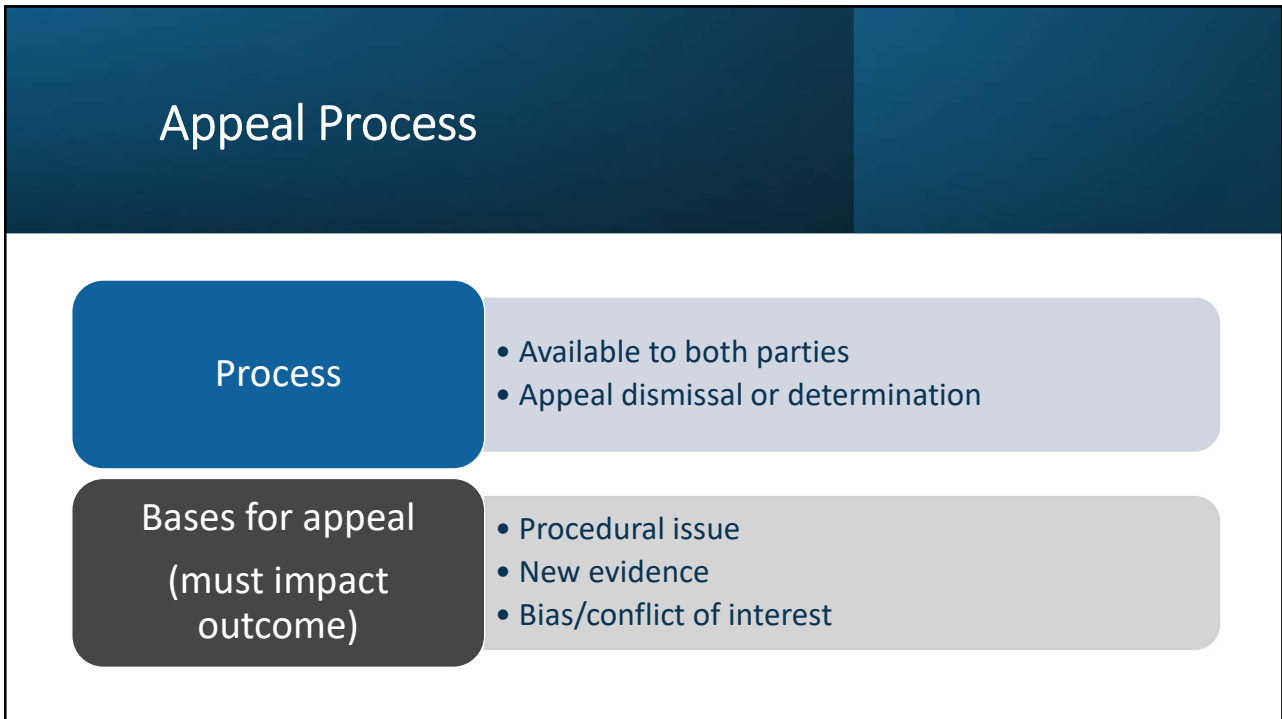 Appeal Process
Process
• Available to both parties
• Appeal dismissal or determination
Bases for appeal
(must impact
outcome)
• Procedural issue
• New evidence
• Bias/conflict of interest